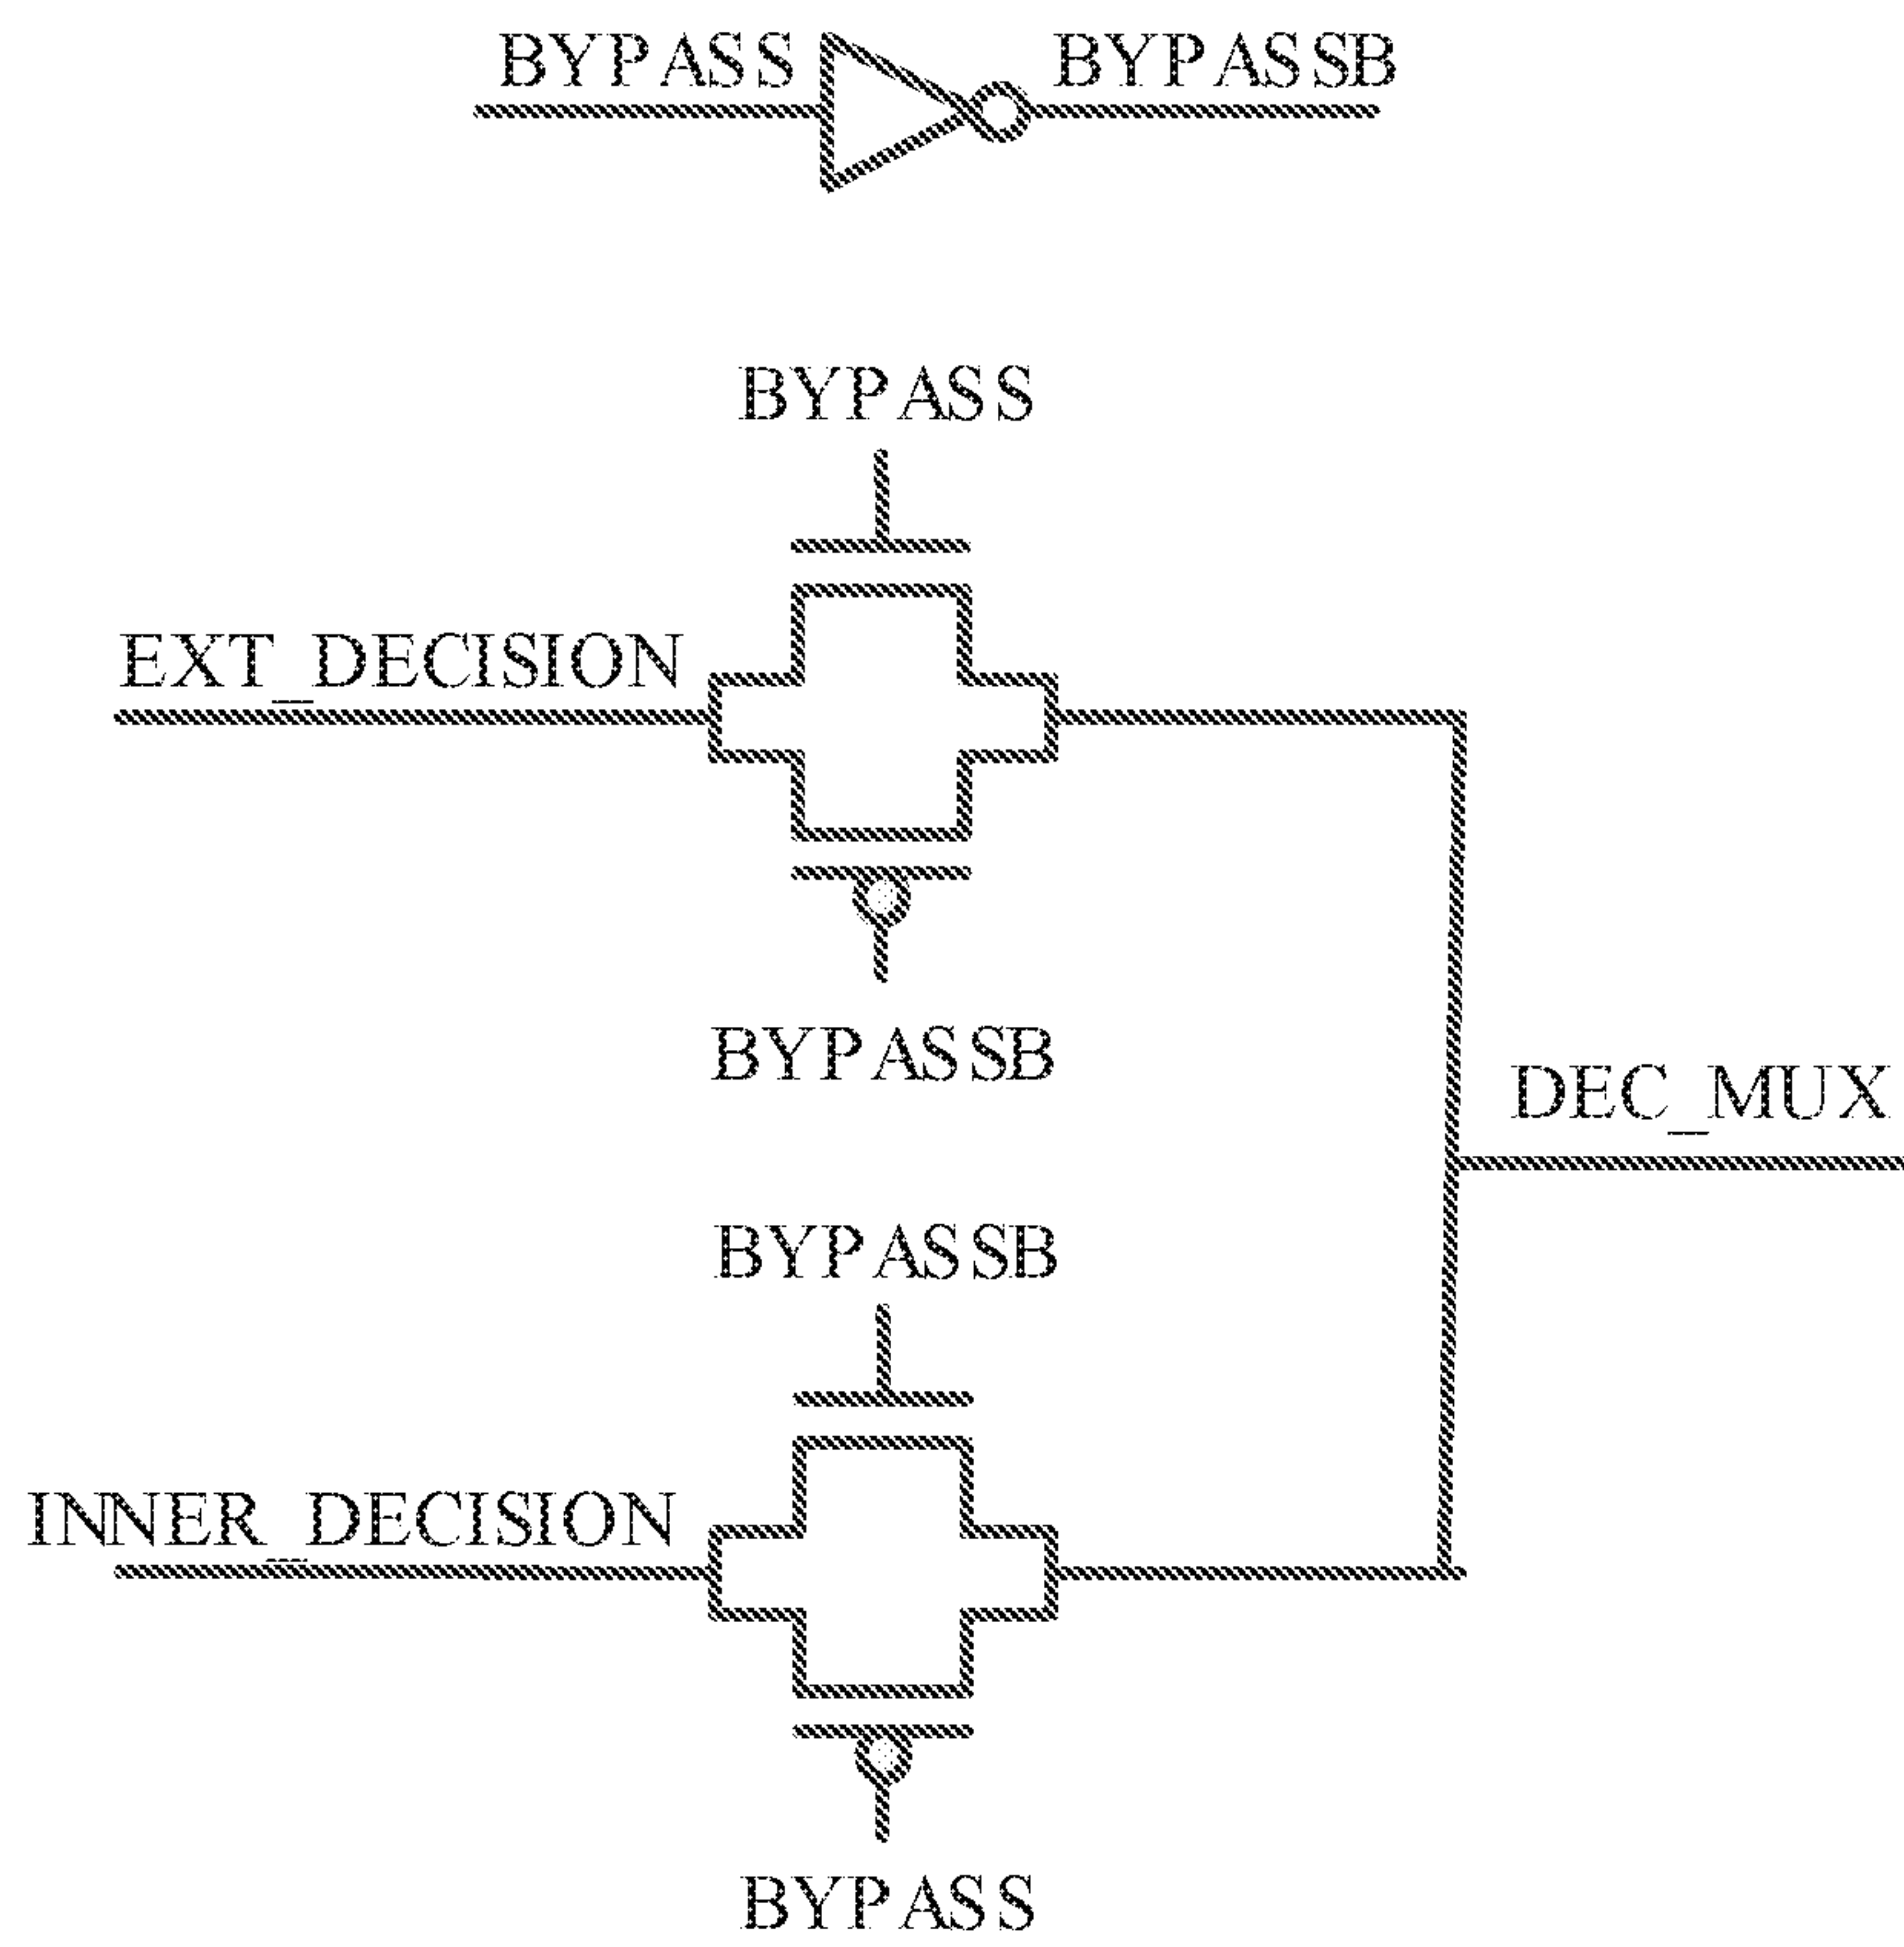 BYPASS
BYPASSB
BYPASS
EXT_DECISION
BYPASSB
DEC_MUX
BYPASSB
INNER_DECISION
BYPASS